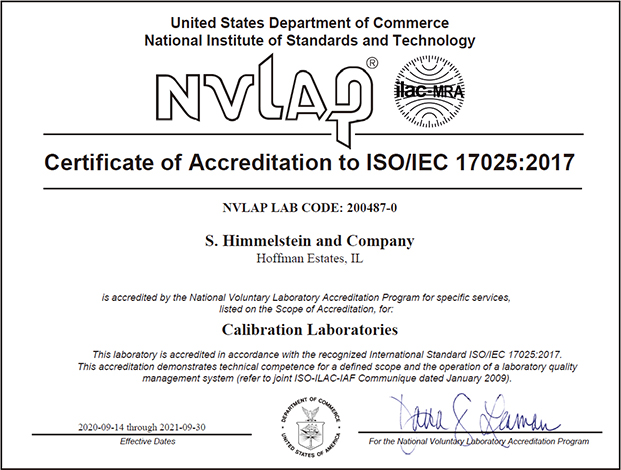 United States Department of Commerce
National Institute of Standards and Technology
NVLAP®
ilac-MRA
Certificate of Accreditation to ISO/IEC 17025:2017
NVLAP LAB CODE: 200487-0
S. Himmelstein and Company
Hoffman Estates, IL
is accredited by the National Voluntary Laboratory Accreditation Program for specific services,
listed on the Scope of Accreditation, for:
Calibration Laboratories
This laboratory is accredited in accordance with the recognized International Standard ISO/IEC 17025:2017.
This accreditation demonstrates technical competence for a defined scope and the operation of a laboratory quality
management system (refer to joint ISO-ILAC-IAF Communique dated January 2009).
2020-09-14 through 2021-09-30
Effective Dates
DEPARTMENT OF COMMERCE
UNITED STATES OF AMERICA
For the National Voluntary Laboratory Accreditation Program